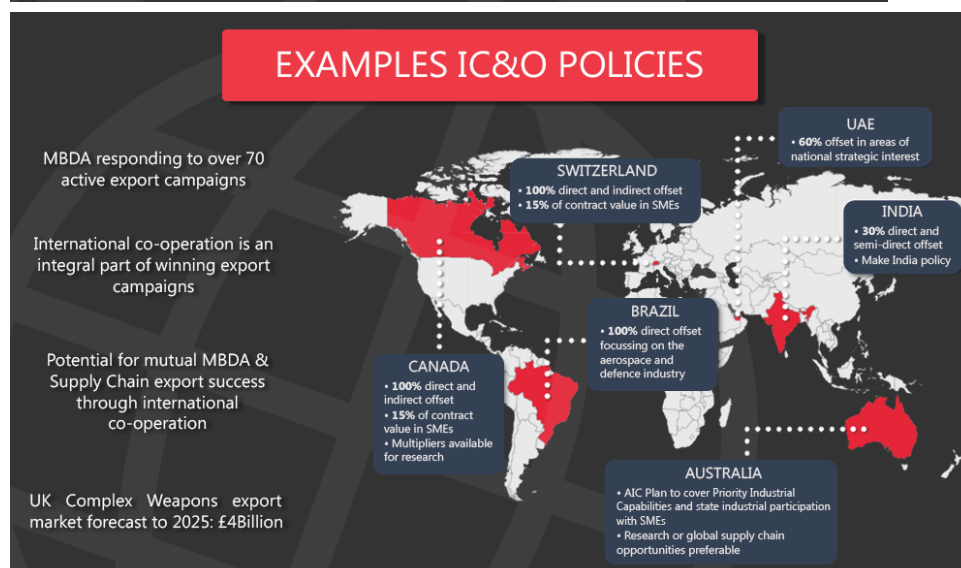 EXAMPLES IC&O POLICIES
MBDA responding to over 70
active export campaigns
International co-operation is an
integral part of winning export
campaigns
Potential for mutual MBDA &
Supply Chain export success
through international
co-operation
UK Complex Weapons export
market forecast to 2025: £4Billion
SWITZERLAND
• 100% direct and indirect offset
• 15% of contract value in SMEs
UAE
• 60% offset in areas of
national strategic interest
INDIA
• 30% direct and
semi-direct offset
• Make India policy
BRAZIL
• 100% direct offset
focussing on the
aerospace and
defence industry
CANADA
• 100% direct and
indirect offset
• 15% of contract
value in SMEs
• Multipliers available
for research
AUSTRALIA
• AIC Plan to cover Priority Industrial
Capabilities and state industrial participation
with SMEs
• Research or global supply chain
opportunities preferable